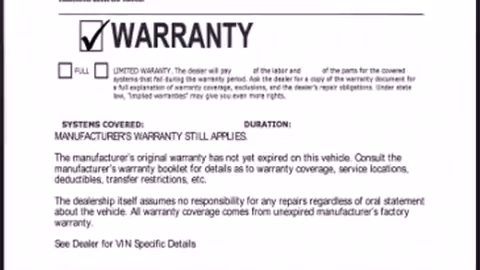 WARRANTY
FULL LIMITED WARRANTY. The dealer will pay of the labor and of the parts for the covered
systems that fail during the warranty period. Ask the dealer for a copy of the warranty document for
a full explanation of warranty coverage, exclusions, and the dealer's repair obligations. Under state
law, "implied warranties" may give you even more rights.
SYSTEMS COVERED: DURATION:
MANUFACTURER'S WARRANTY STILL APPLIES.
The manufacturer's original warranty has not yet expired on this vehicle. Consult the
manufacturer's warranty booklet for details as to warranty coverage, service locations,
deductibles, transfer restrictions, etc.
The dealership itself assumes no responsibility for any repairs regardless of oral statement
about the vehicle. All warranty coverage comes from unexpired manufacturer's factory
warranty.
See Dealer for VIN Specific Details